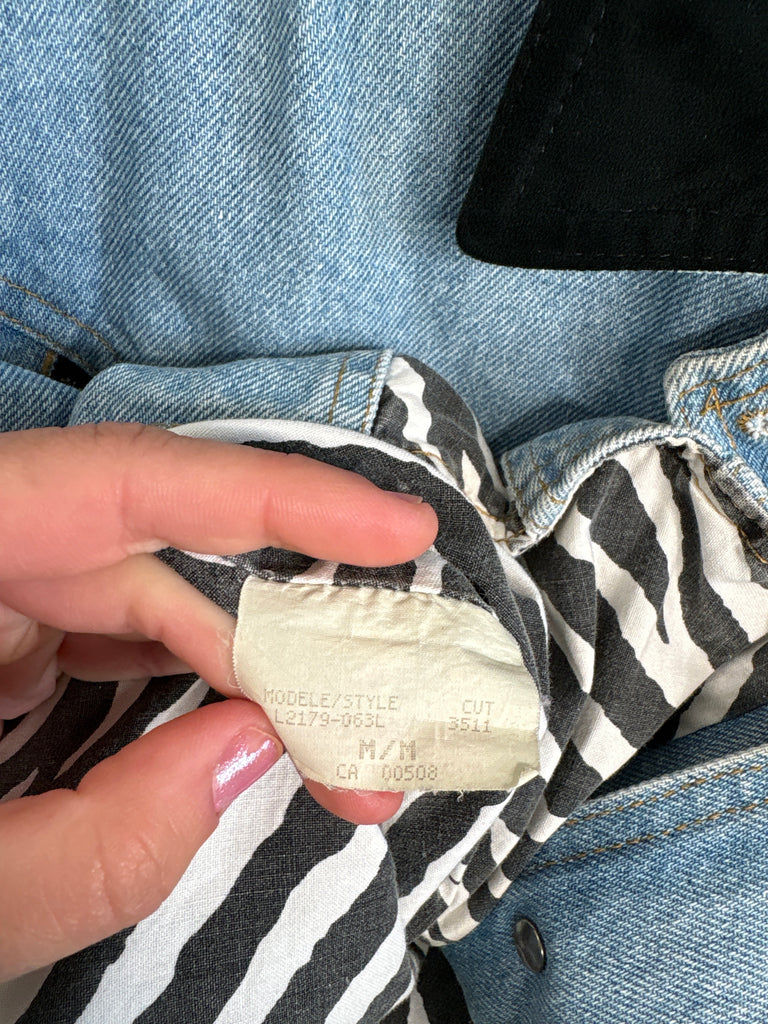 MODELE/STYLE CUT
L2179-063L 3511
M/M
CA 00508